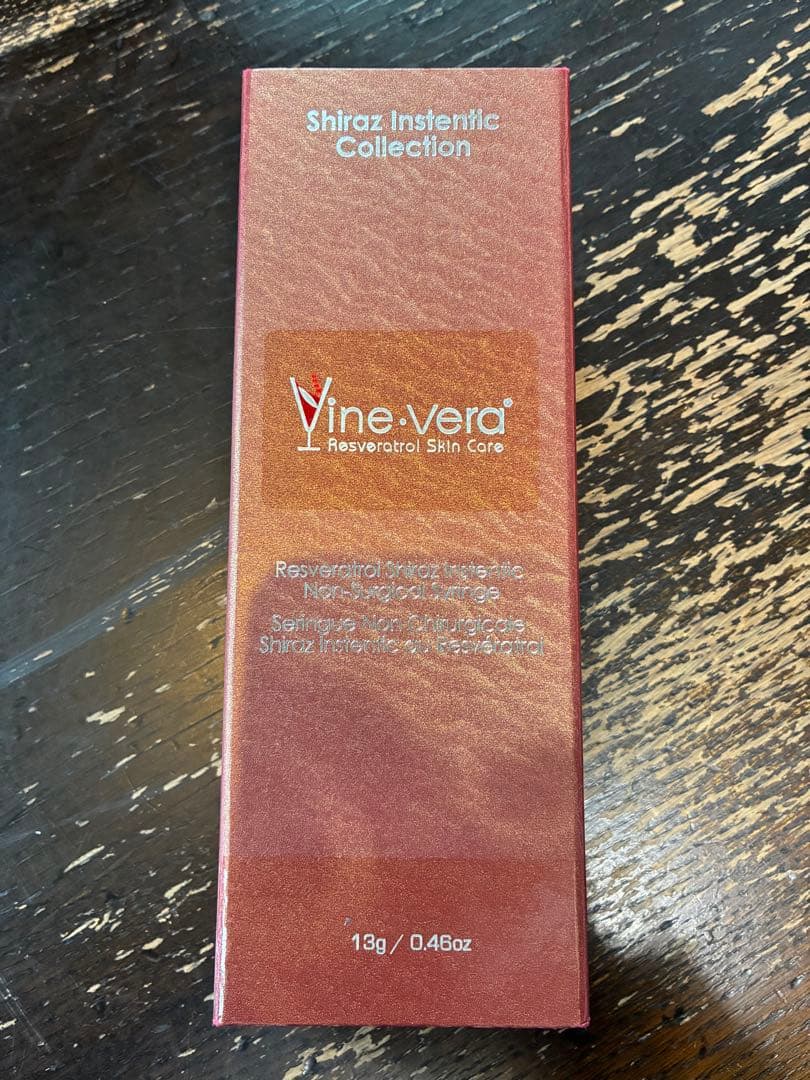 Shiraz Instentic
Collection
Vine·vera®
Resveratrol Skin Care
Resveratrol Shiraz Instentic
Non-Surgical Syringe
Seringue Non Chirurgicale
Shiraz Instentic au Resvératrol
13g / 0.46oz